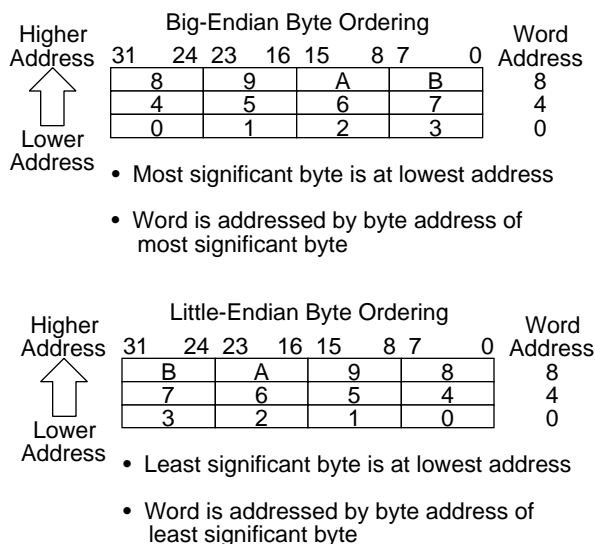 Big-Endian Byte Ordering
Higher Address 31 24 23 16 15 8 7 0 Word Address
8 9 A B 8
4 5 6 7 4
0 1 2 3 0
Lower Address
• Most significant byte is at lowest address
• Word is addressed by byte address of
most significant byte
Little-Endian Byte Ordering
Higher Address 31 24 23 16 15 8 7 0 Word Address
B A 9 8 8
7 6 5 4 4
3 2 1 0 0
Lower Address
• Least significant byte is at lowest address
• Word is addressed by byte address of
least significant byte